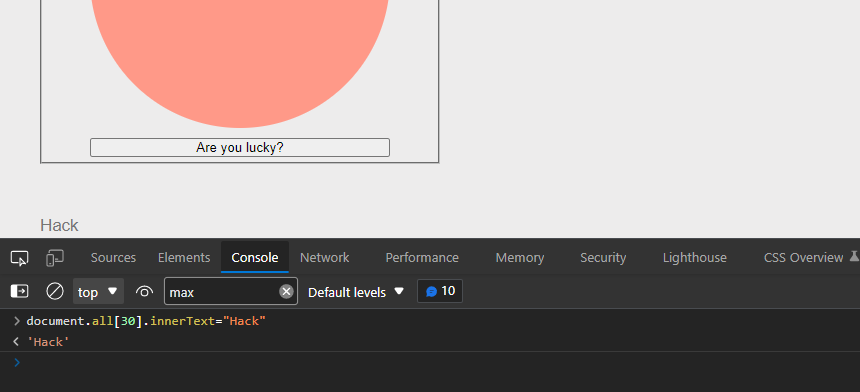 Are you lucky?
Hack
Sources Elements Console Network Performance Memory Security Lighthouse CSS Overview
top max Default levels 10
document.all[30].innerText="Hack"
'Hack'